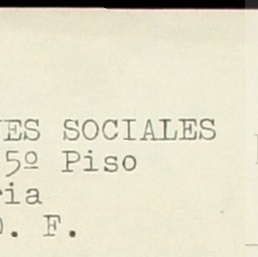 ES SOCIALES
5º Piso
ria
. F.